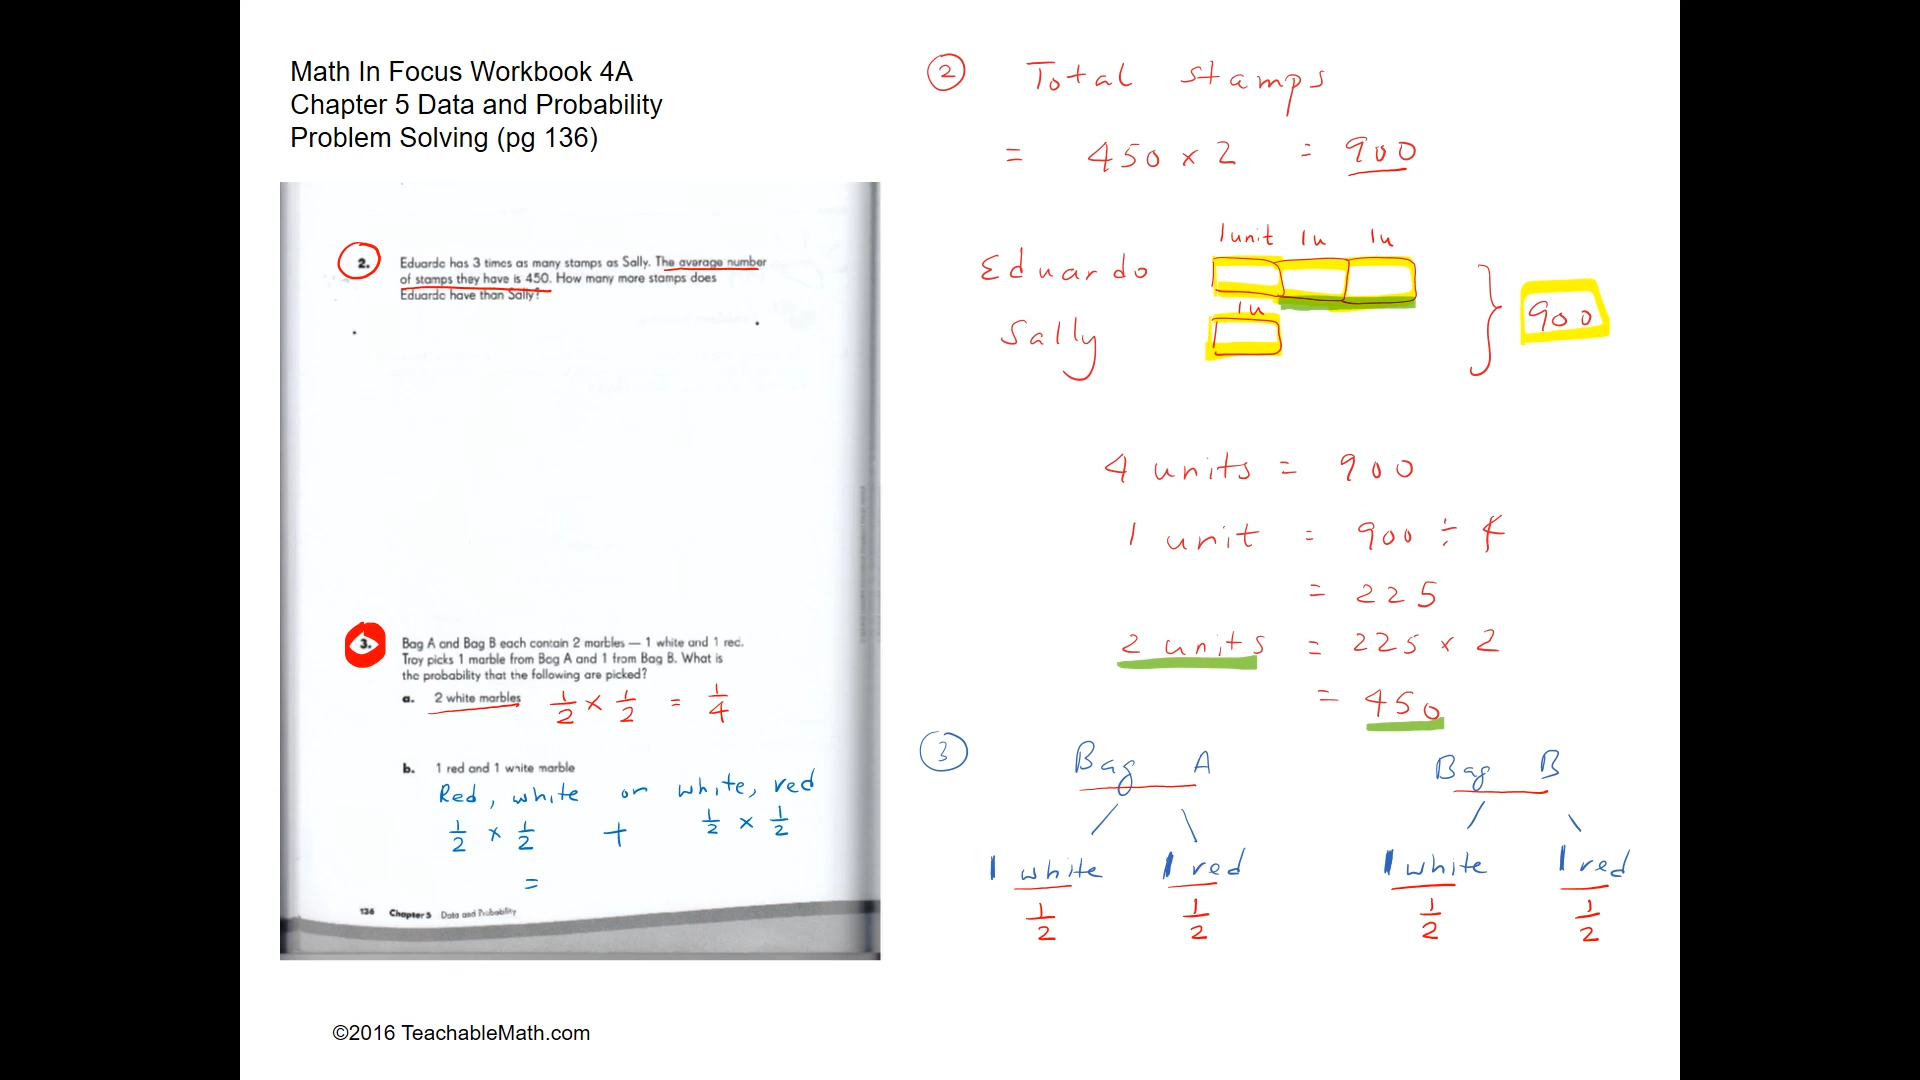 Math In Focus Workbook 4A
Chapter 5 Data and Probability
Problem Solving (pg 136)
2. Eduardo has 3 times as many stamps as Sally. The average number
of stamps they have is 450. How many more stamps does
Eduardo have than Sally?
3. Bag A and Bag B each contain 2 marbles — 1 white and 1 red.
Troy picks 1 marble from Bag A and 1 from Bag B. What is
the probability that the following are picked?
a. 2 white marbles 1/2 × 1/2 = 1/4
b. 1 red and 1 white marble
Red, white or white, red
1/2 × 1/2 + 1/2 × 1/2
=
136 Chapter 5 Data and Probability
©2016 TeachableMath.com
2 Total stamps
= 450 × 2 = 900
1 unit 1u 1u
Eduardo
1u
Sally
900
4 units = 900
1 unit = 900 ÷ 4
= 225
2 units = 225 × 2
= 450
3 Bag A Bag B
1 white 1 red 1 white 1 red
1/2 1/2 1/2 1/2